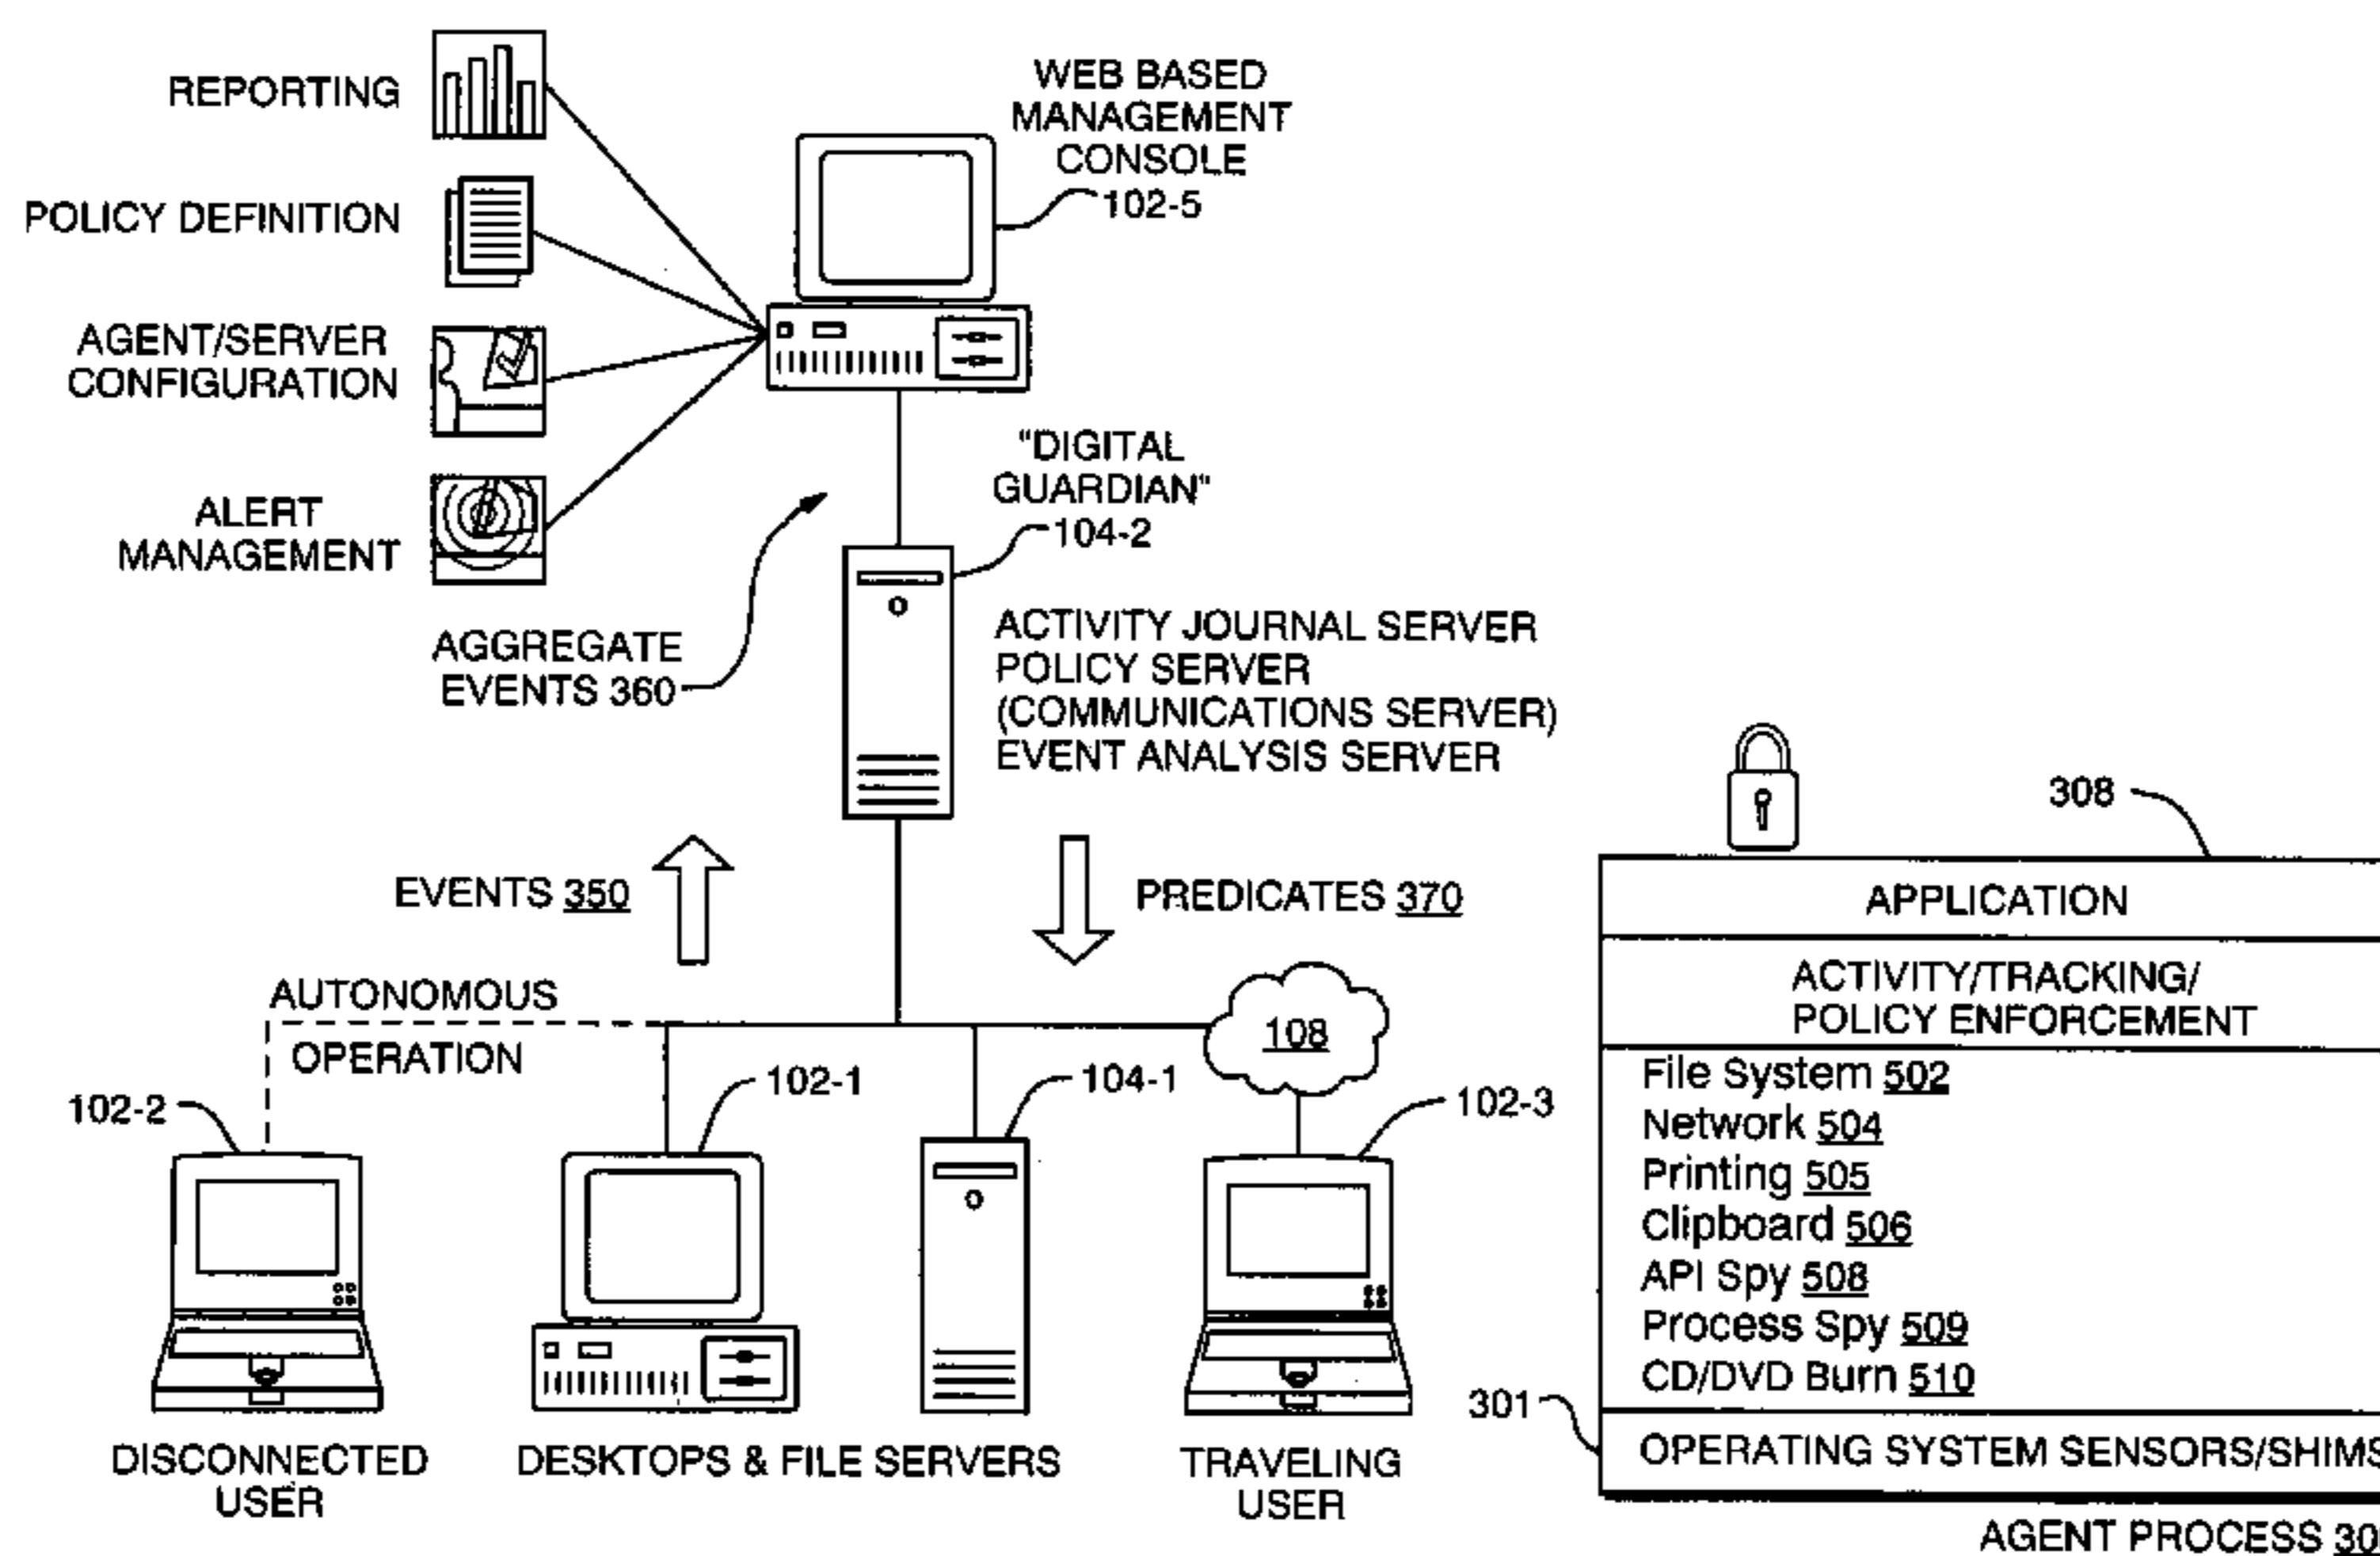 REPORTING
POLICY DEFINITION
AGENT/SERVER
CONFIGURATION
ALERT
MANAGEMENT
WEB BASED
MANAGEMENT
CONSOLE
102-5
"DIGITAL
GUARDIAN"
104-2
AGGREGATE
EVENTS 360
ACTIVITY JOURNAL SERVER
POLICY SERVER
(COMMUNICATIONS SERVER)
EVENT ANALYSIS SERVER
EVENTS 350
PREDICATES 370
AUTONOMOUS
OPERATION
108
102-2
102-1
104-1
102-3
DISCONNECTED
USER
DESKTOPS & FILE SERVERS
TRAVELING
USER
308
APPLICATION
ACTIVITY/TRACKING/
POLICY ENFORCEMENT
File System 502
Network 504
Printing 505
Clipboard 506
API Spy 508
Process Spy 509
CD/DVD Burn 510
301
OPERATING SYSTEM SENSORS/SHIMS
AGENT PROCESS